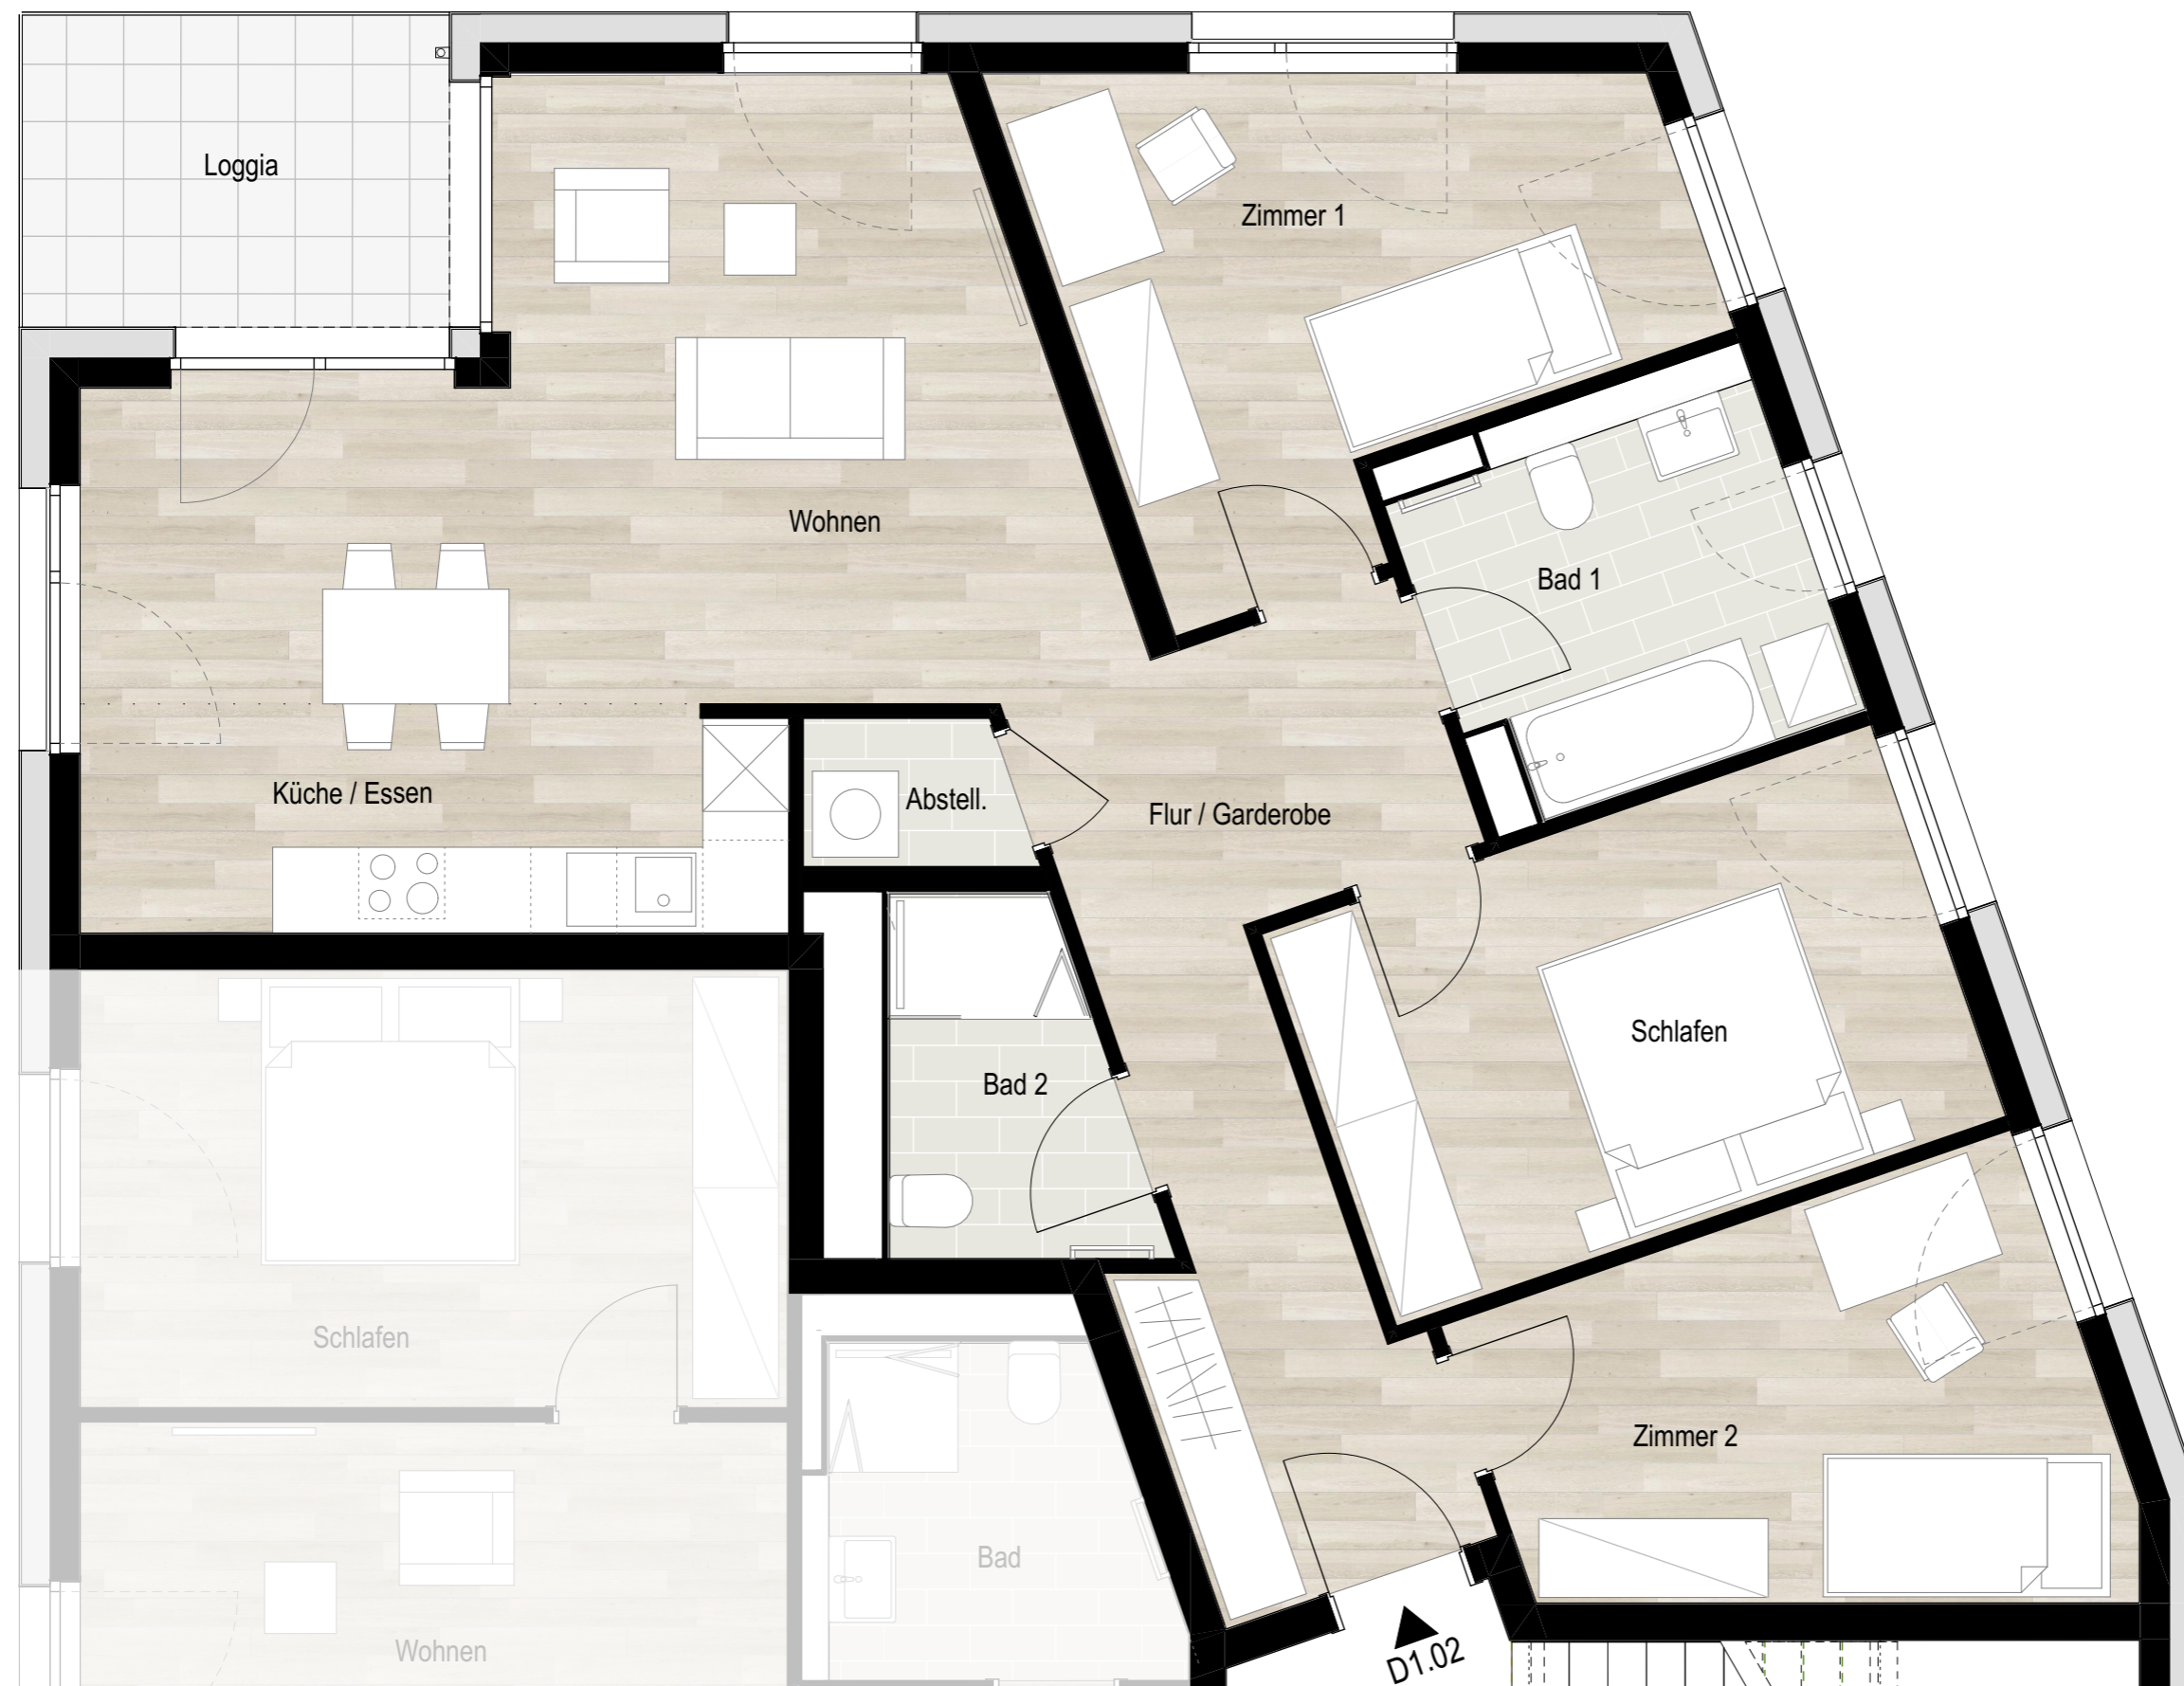 Loggia
Zimmer 1
Wohnen
Bad 1
Küche / Essen
Abstell.
Flur / Garderobe
Schlafen
Bad 2
Schlafen
Zimmer 2
Bad
Wohnen
D1.02